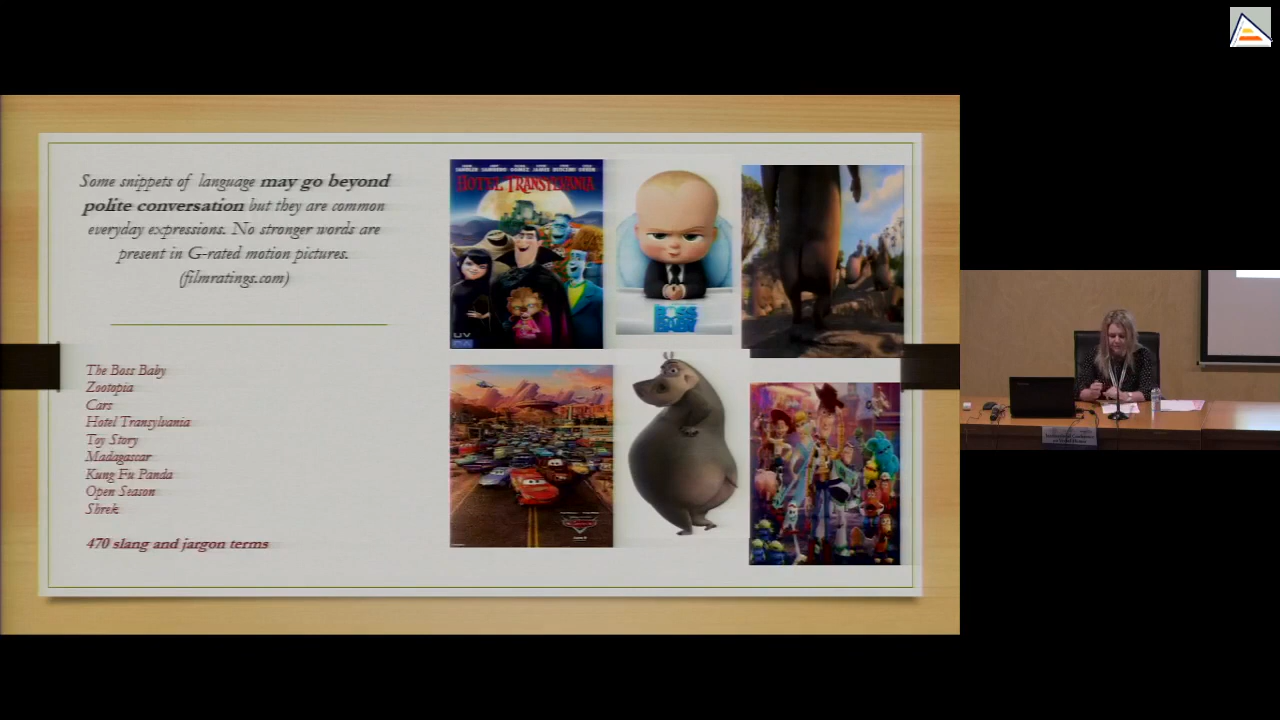 Some snippets of language may go beyond
polite conversation but they are common
everyday expressions. No stronger words are
present in G-rated motion pictures.
(filmratings.com)
The Boss Baby
Zootopia
Cars
Hotel Transylvania
Toy Story
Madagascar
Kung Fu Panda
Open Season
Shrek
470 slang and jargon terms
HOTEL TRANSYLVANIA
UV
BOSS
BABY